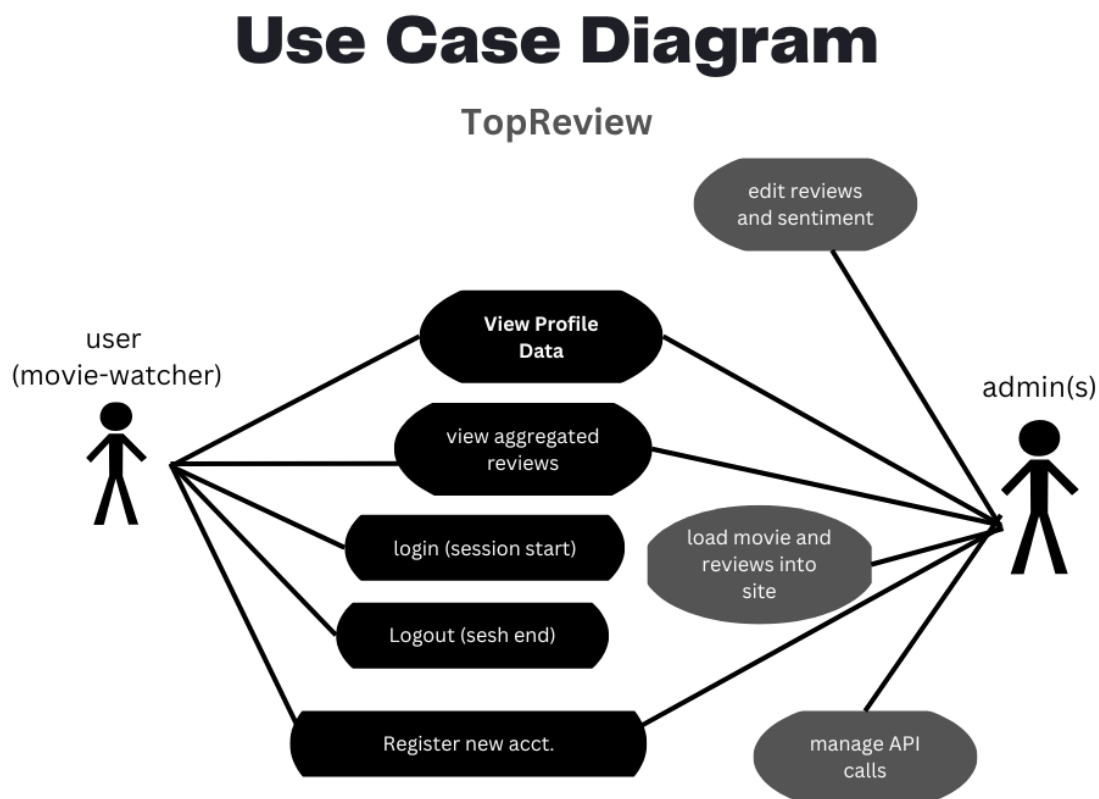 Use Case Diagram
TopReview
edit reviews
and sentiment
View Profile
Data
user
(movie-watcher)
admin(s)
view aggregated
reviews
login (session start)
load movie and
reviews into
site
Logout (sesh end)
Register new acct.
manage API
calls